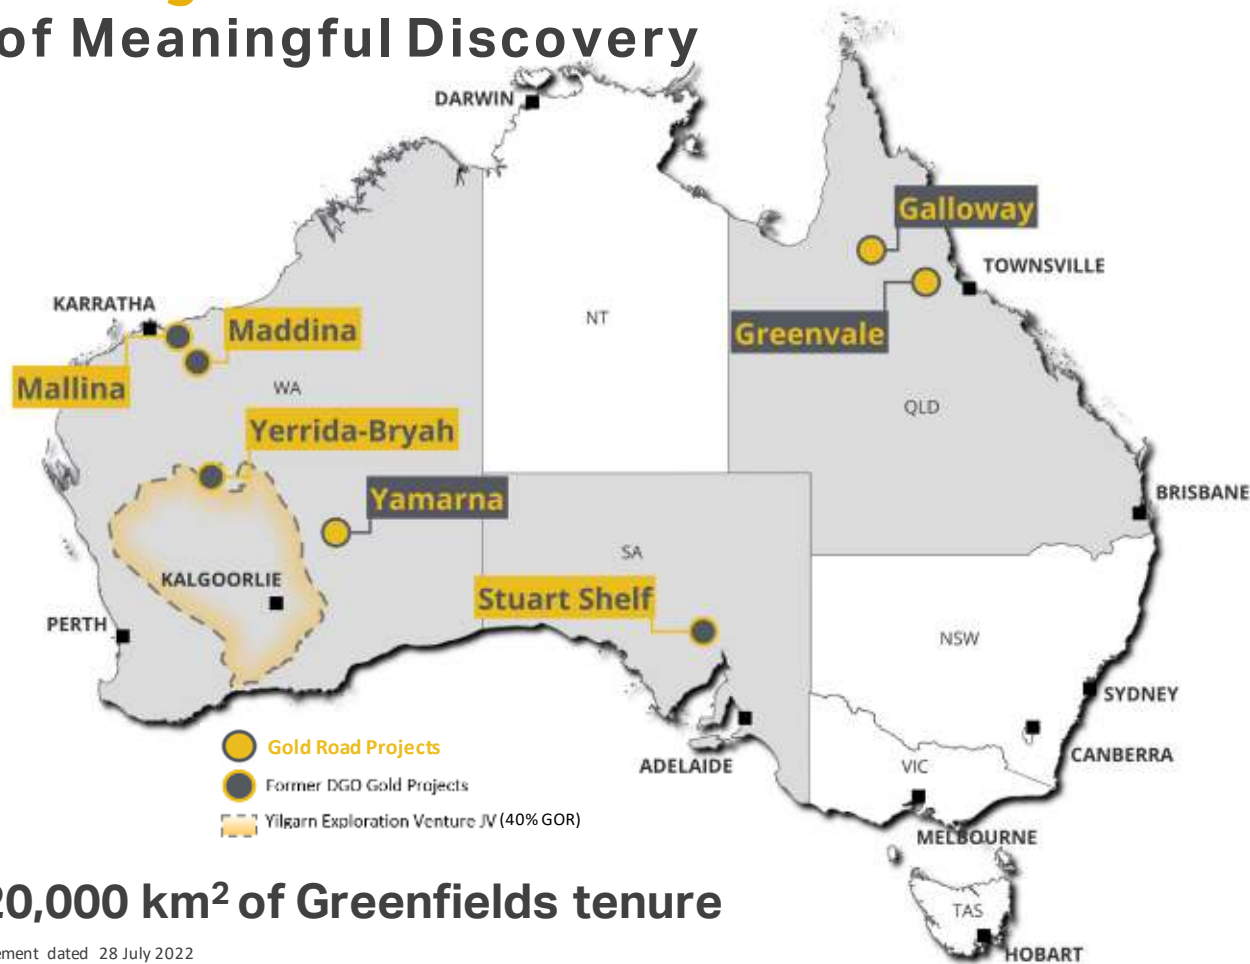 of Meaningful Discovery
DARWIN
Galloway
TOWNSVILLE
KARRATHA
Maddina
NT
Greenvale
Mallina
WA
QLD
Yerrida-Bryah
Yamarna
BRISBANE
SA
KALGOORLIE
Stuart Shelf
PERTH
NSW
SYDNEY
Gold Road Projects
CANBERRA
ADELAIDE
VIC
Former DGO Gold Projects
Yilgarn Exploration Venture JV (40% GOR)
MELBOURNE
20,000 km² of Greenfields tenure
TAS
ement dated 28 July 2022
HOBART